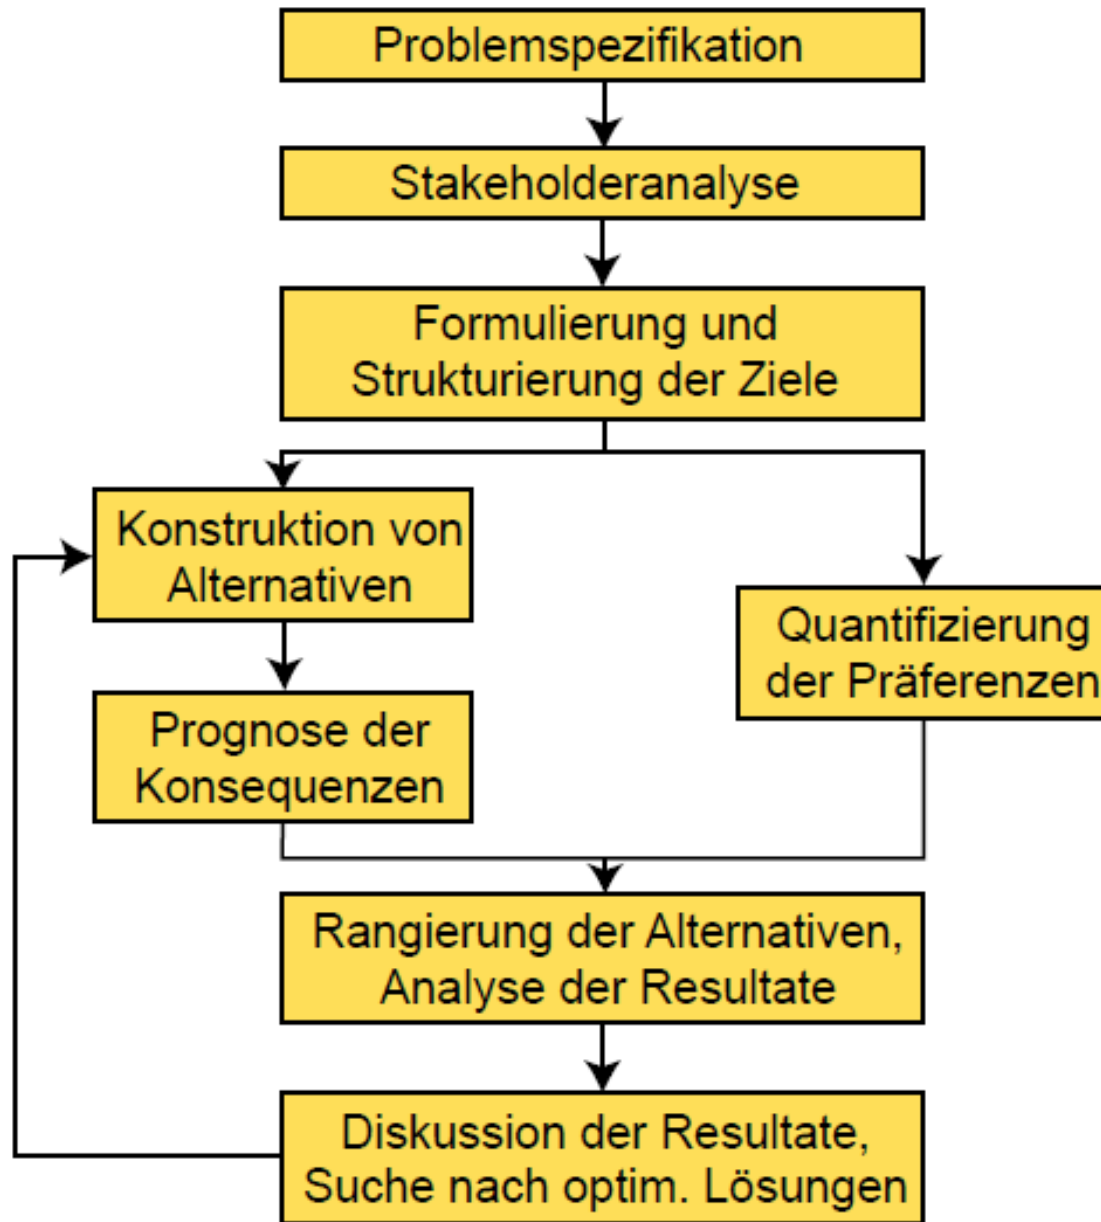 Problemspezifikation
Stakeholderanalyse
Formulierung und
Strukturierung der Ziele
Konstruktion von
Alternativen
Quantifizierung
der Präferenzen
Prognose der
Konsequenzen
Rangierung der Alternativen,
Analyse der Resultate
Diskussion der Resultate,
Suche nach optim. Lösungen